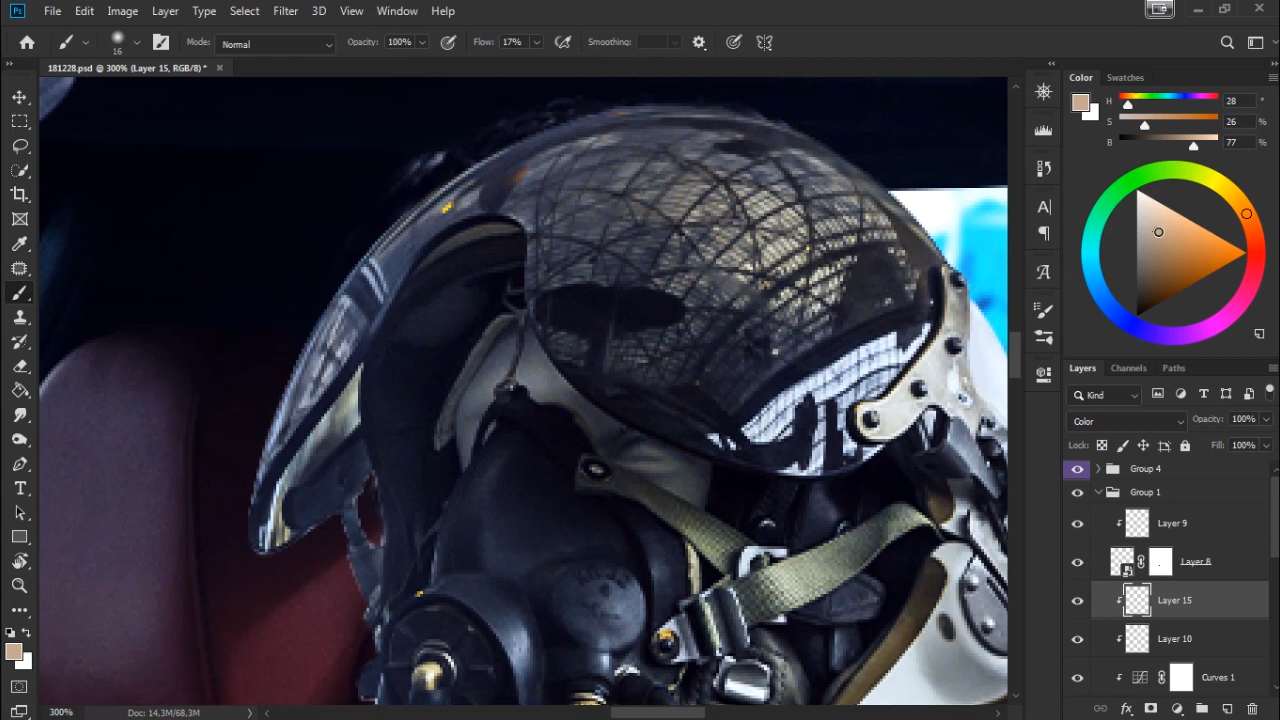 Ps File Edit Image Layer Type Select Filter 3D View Window Help
16 Mode: Normal Opacity: 100% Flow: 17% Smoothing:
181228.psd @ 300% (Layer 15, RGB/8) * ×
Color Swatches
H 28 °
S 26 %
B 77 %
Layers Channels Paths
Kind
Color Opacity: 100%
Lock: Fill: 100%
Group 4
Group 1
Layer 9
Layer 8
Layer 15
Layer 10
Curves 1
300% Doc: 14,3M/68,3M